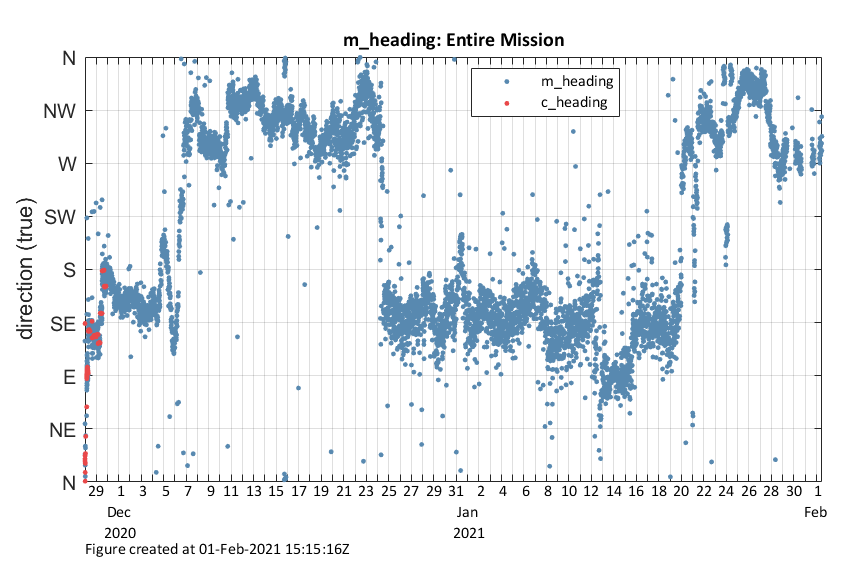 m_heading: Entire Mission
m_heading
c_heading
direction (true)
N
NW
W
SW
S
SE
E
NE
N
29 1 3 5 7 9 11 13 15 17 19 21 23 25 27 29 31 2 4 6 8 10 12 14 16 18 20 22 24 26 28 30 1
Dec Jan Feb
2020 2021
Figure created at 01-Feb-2021 15:15:16Z